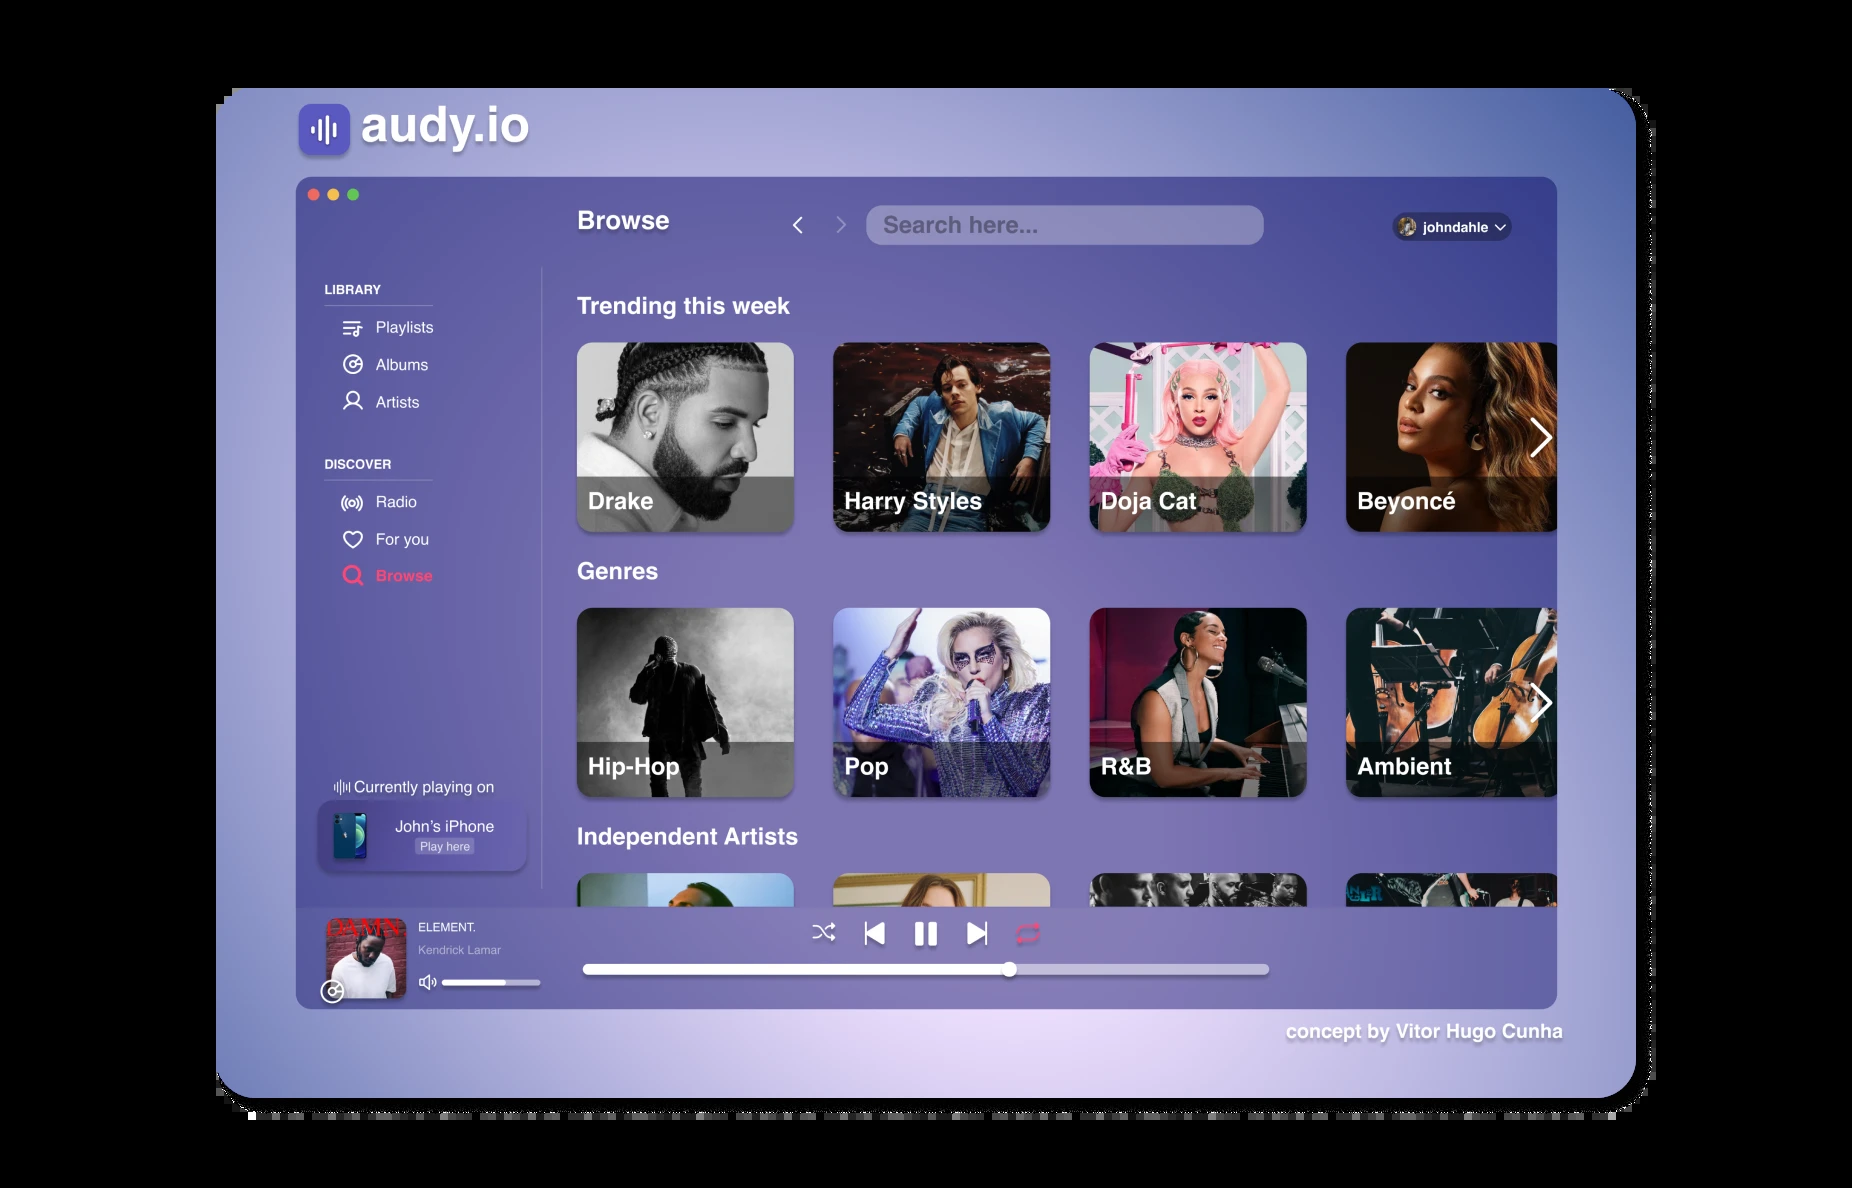 audy.io
Browse
Search here...
johndahle
LIBRARY
Playlists
Albums
Artists
DISCOVER
Radio
For you
Browse
Trending this week
Drake
Harry Styles
Doja Cat
Beyoncé
Genres
Hip-Hop
Pop
R&B
Ambient
Independent Artists
Currently playing on
John’s iPhone
Play here
DAMN.
ELEMENT.
Kendrick Lamar
concept by Vitor Hugo Cunha